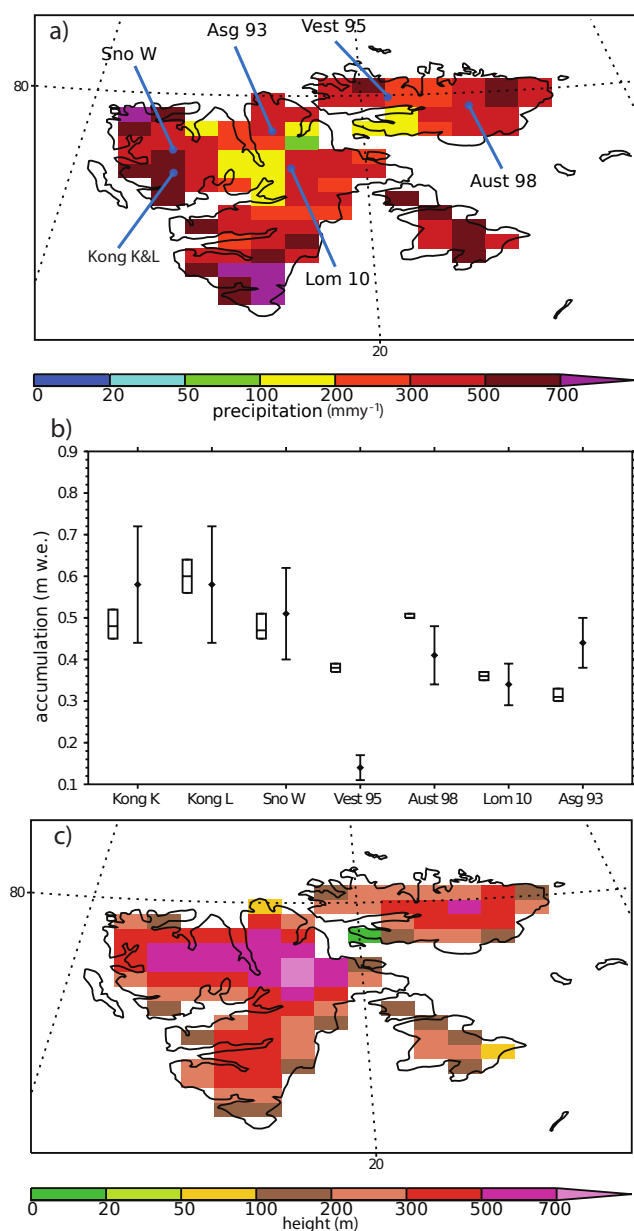 a)
Sno W
Asg 93
Vest 95
80
Aust 98
Kong K&L
Lom 10
20
0 20 50 100 200 300 500 700
precipitation (mmy⁻¹)
b)
0.9
0.8
0.7
0.6
0.5
0.4
0.3
0.2
0.1
accumulation (m w.e.)
Kong K Kong L Sno W Vest 95 Aust 98 Lom 10 Asg 93
c)
80
20
0 20 50 100 200 300 500 700
height (m)